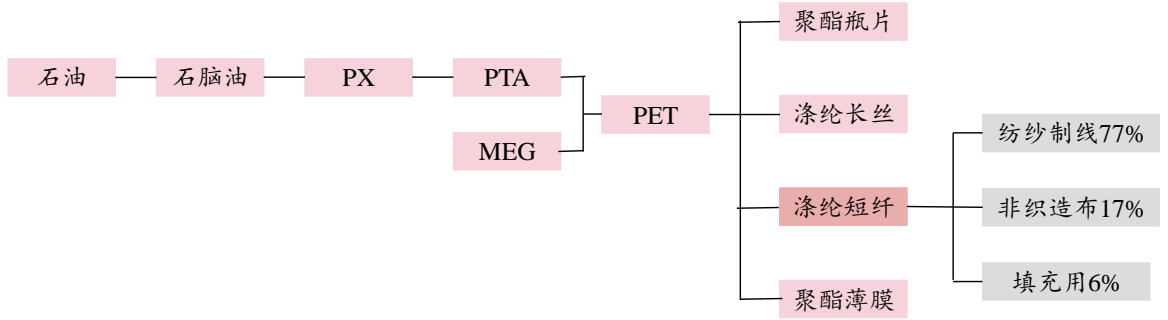 石油
石脑油
PX
PTA
MEG
PET
聚酯瓶片
涤纶长丝
涤纶短纤
聚酯薄膜
纺纱制线77%
非织造布17%
填充用6%